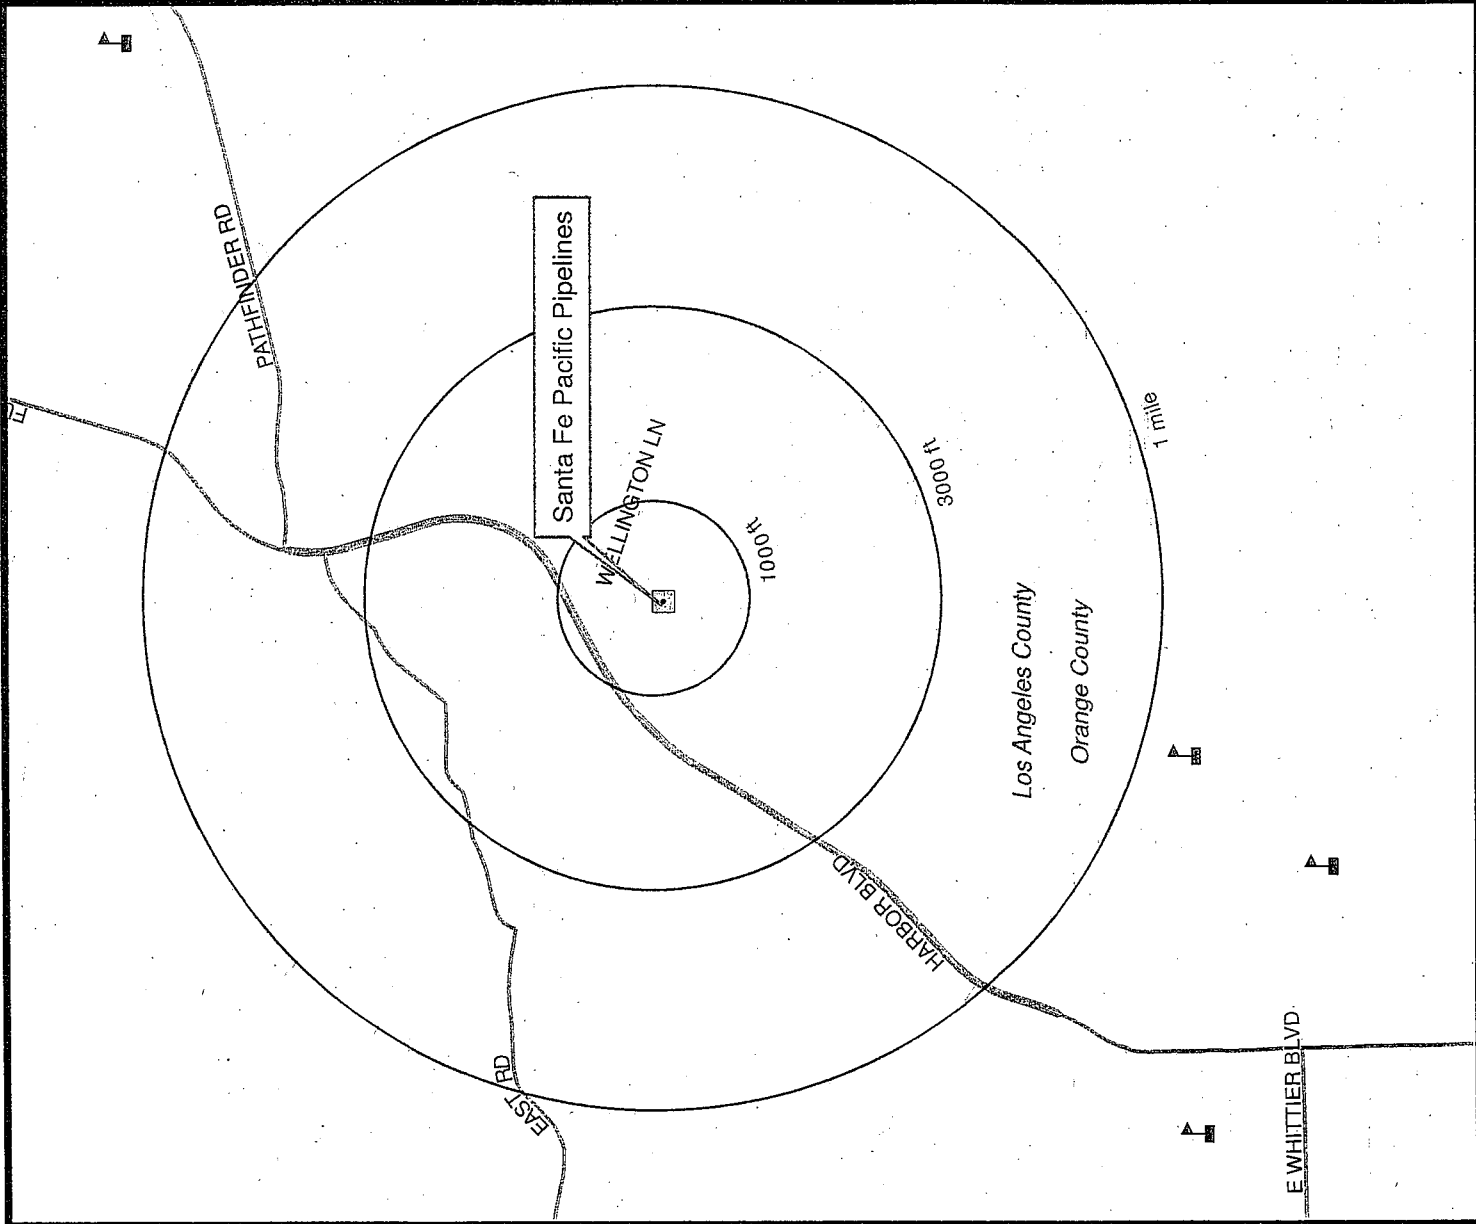 PATHFINDER RD
Santa Fe Pacific Pipelines
WELLINGTON LN
1000 ft
3000 ft
1 mile
Los Angeles County
Orange County
HARBOR BLVD
EAST RD
E WHITTIER BLVD